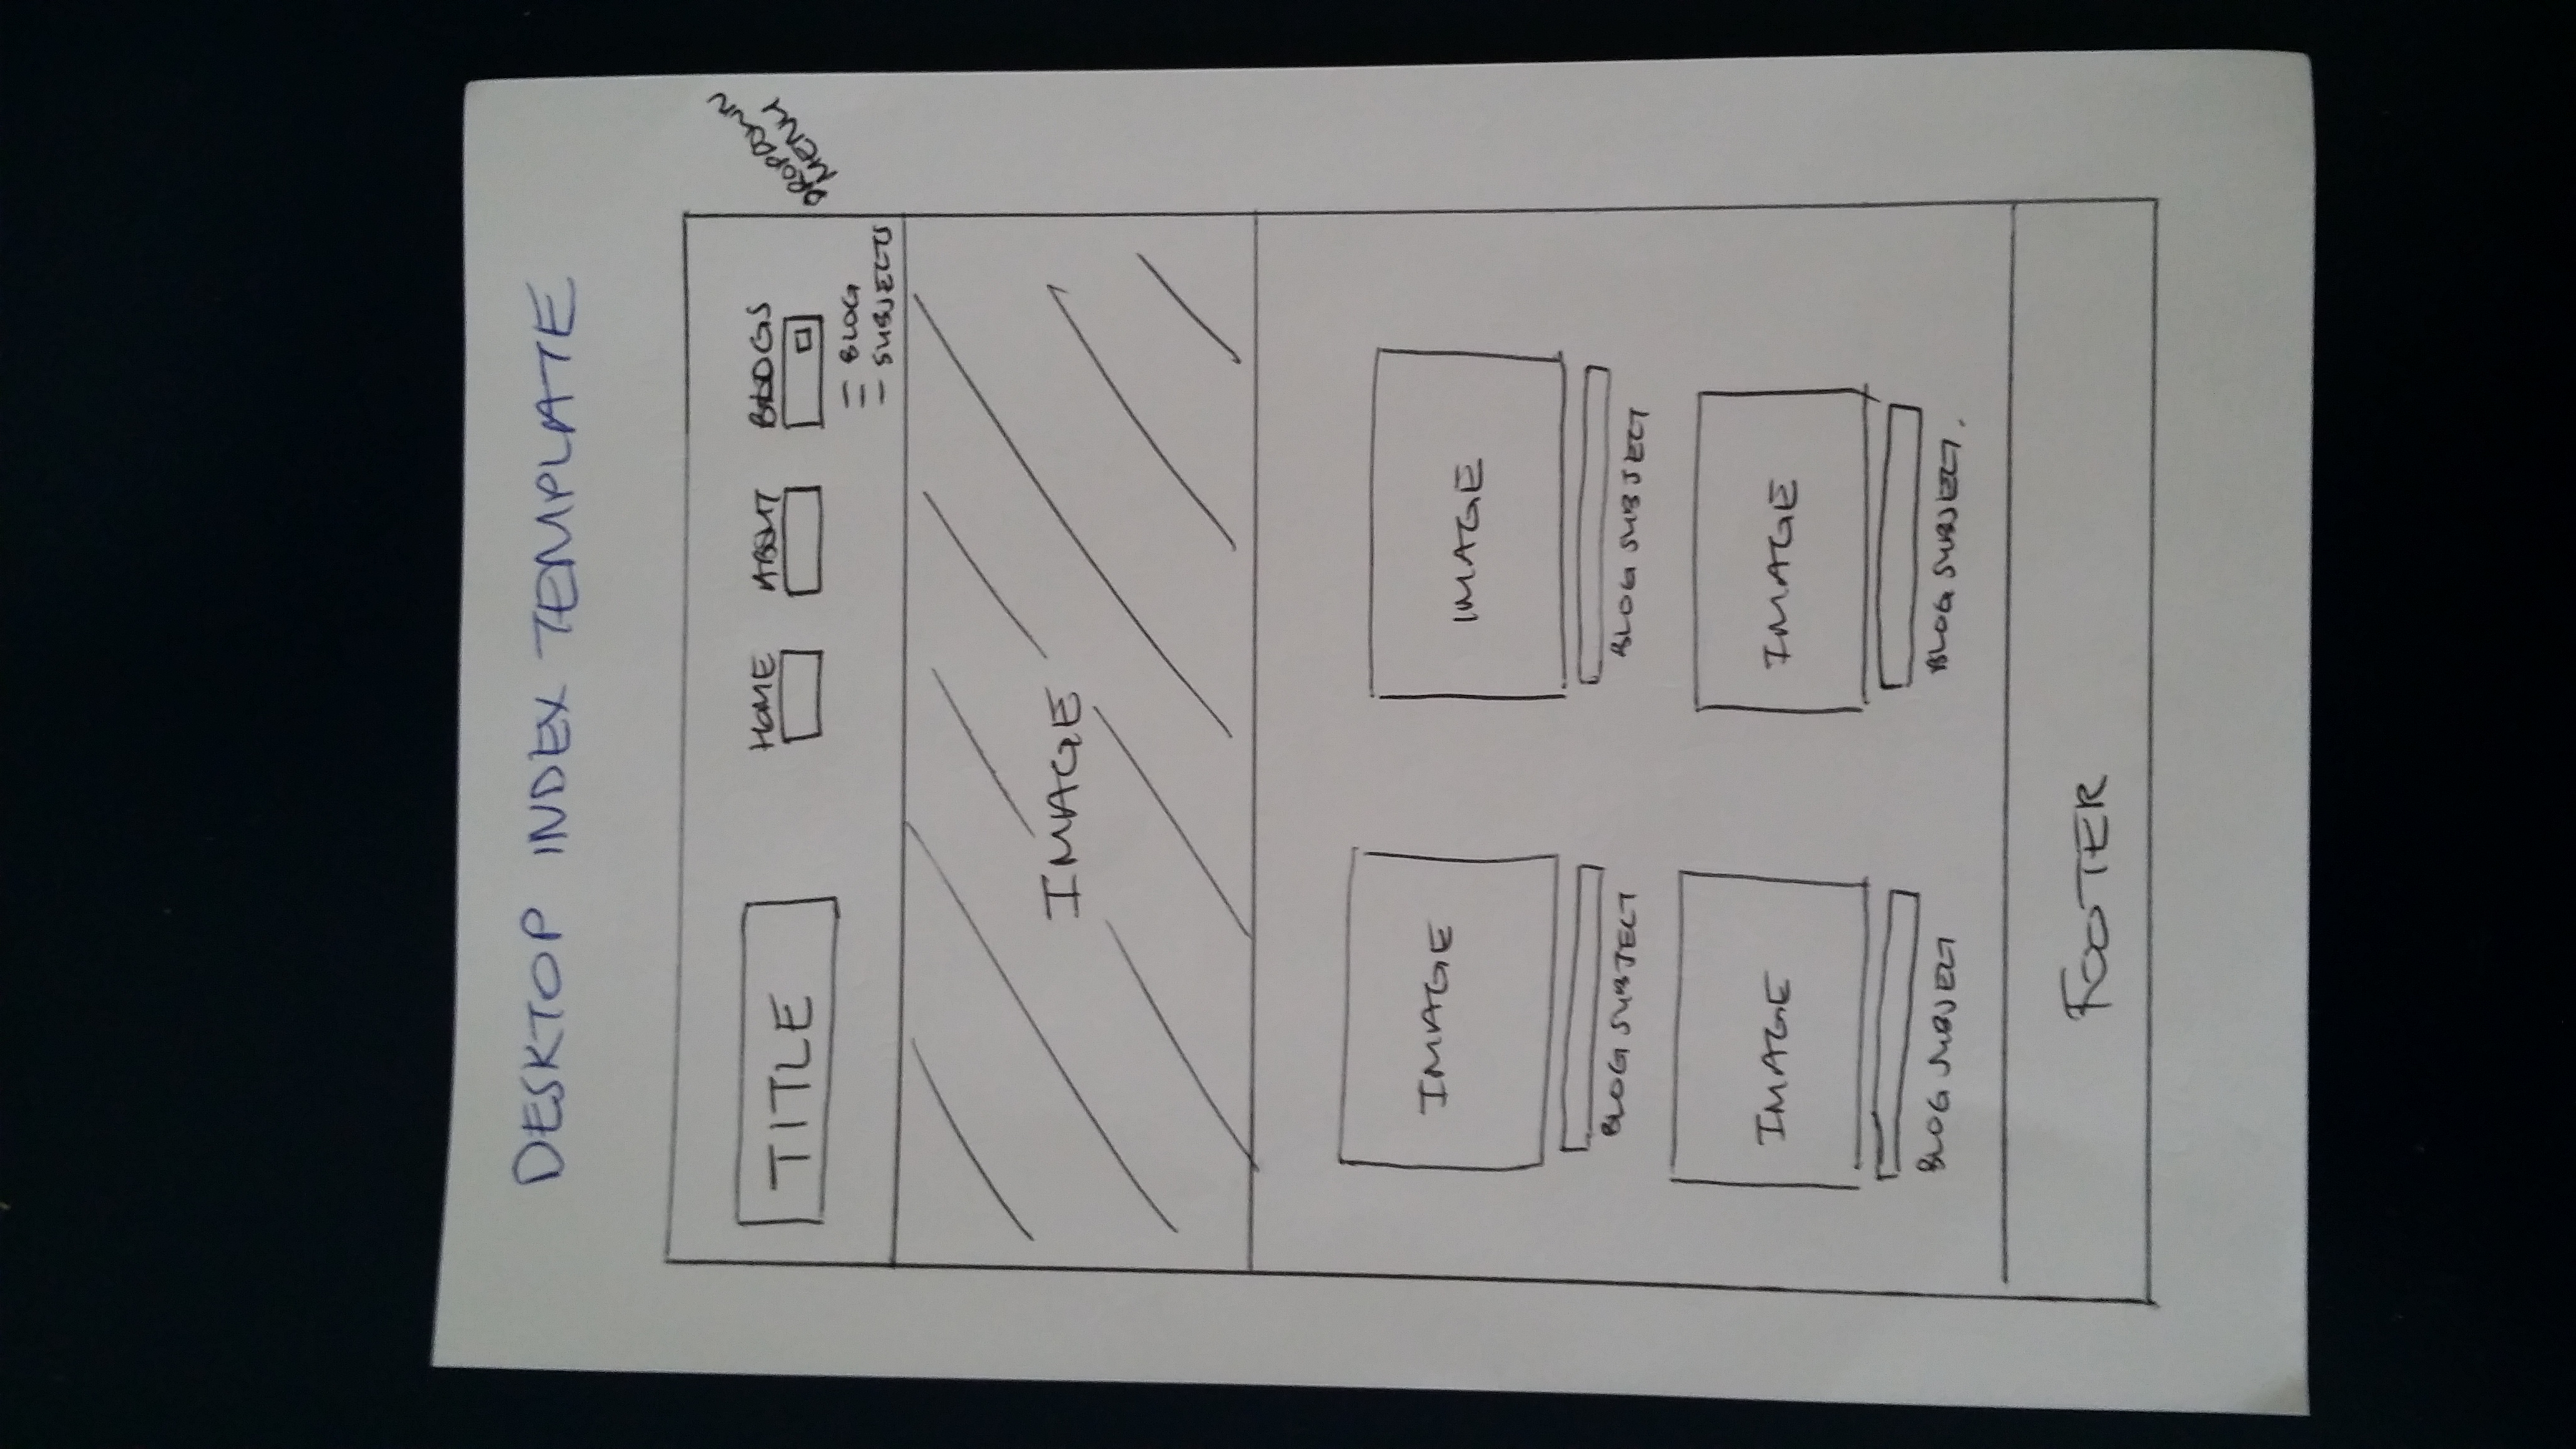 DESKTOP INDEX TEMPLATE
TITLE
HOME ABOUT BLOGS
DROPDOWN
MENU
BLOG
SUBJECTS
IMAGE
IMAGE IMAGE
BLOG SUBJECT BLOG SUBJECT
IMAGE IMAGE
BLOG SUBJECT BLOG SUBJECT.
FOOTER